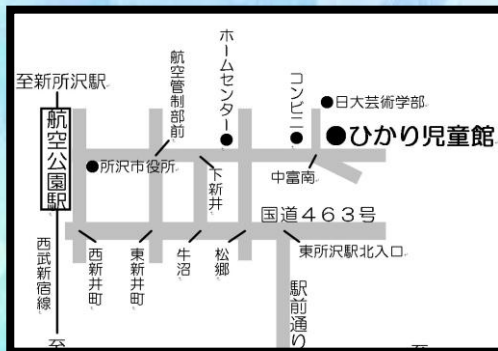 至新所沢駅
航空公園駅
西武新宿線
至
所沢市役所
航空管制部前
ホームセンター
コンビニ
日大芸術学部
ひかり児童館
下新井
中富南
国道463号
西新井町
東新井町
牛沼
松郷
東所沢駅北入口
駅前通り
至